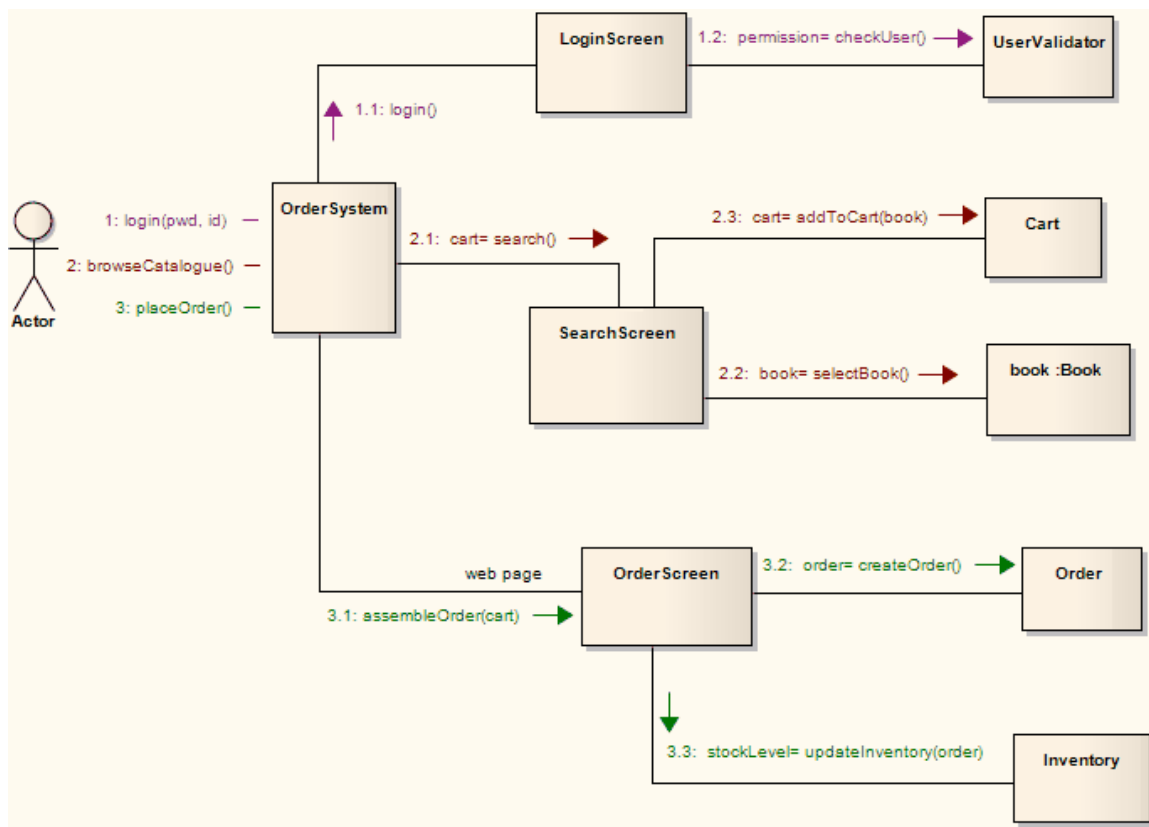 LoginScreen
1.2: permission= checkUser()
UserValidator
1.1: login()
OrderSystem
1: login(pwd, id)
2: browseCatalogue()
3: placeOrder()
Actor
2.1: cart= search()
2.3: cart= addToCart(book)
Cart
SearchScreen
2.2: book= selectBook()
book :Book
web page
3.1: assembleOrder(cart)
OrderScreen
3.2: order= createOrder()
Order
3.3: stockLevel= updateInventory(order)
Inventory